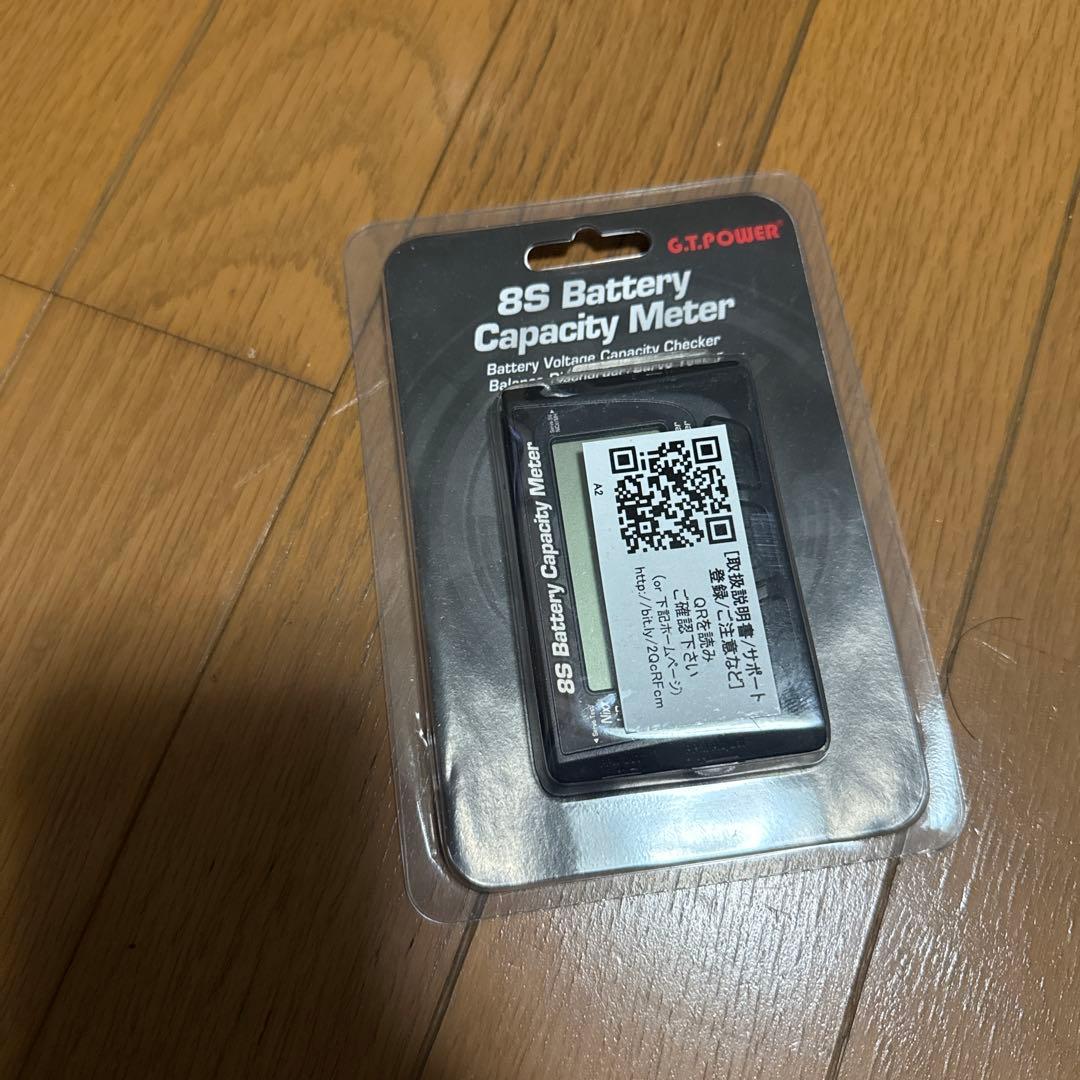 G.T.POWER
8S Battery
Capacity Meter
Battery Voltage Capacity Checker
8S Battery Capacity Meter
A2
[取扱説明書/サポート
登録/ご注意など]
QRを読み
ご確認下さい
(or 下記ホームページ)
http://bit.ly/2QcRFcm